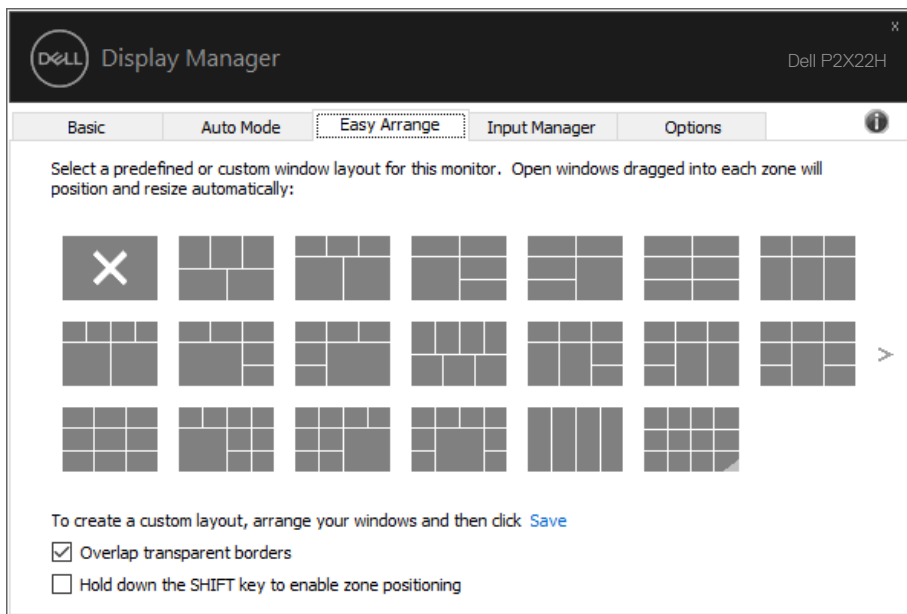 x
DELL Display Manager
Dell P2X22H
Basic Auto Mode Easy Arrange Input Manager Options i
Select a predefined or custom window layout for this monitor. Open windows dragged into each zone will
position and resize automatically:
>
To create a custom layout, arrange your windows and then click Save
Overlap transparent borders
Hold down the SHIFT key to enable zone positioning